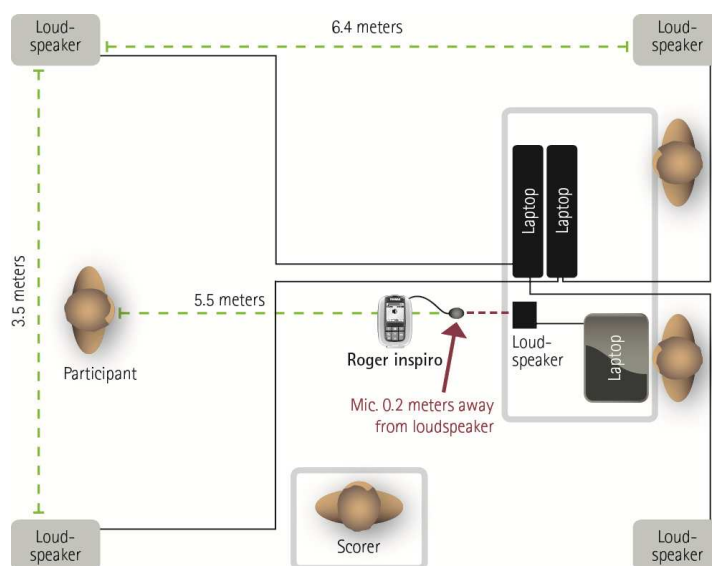 Loud-
speaker
6.4 meters
Loud-
speaker
Laptop
Laptop
3.5 meters
5.5 meters
Participant
Roger inspiro
Loud-
speaker
Laptop
Mic. 0.2 meters away
from loudspeaker
Loud-
speaker
Scorer
Loud-
speaker